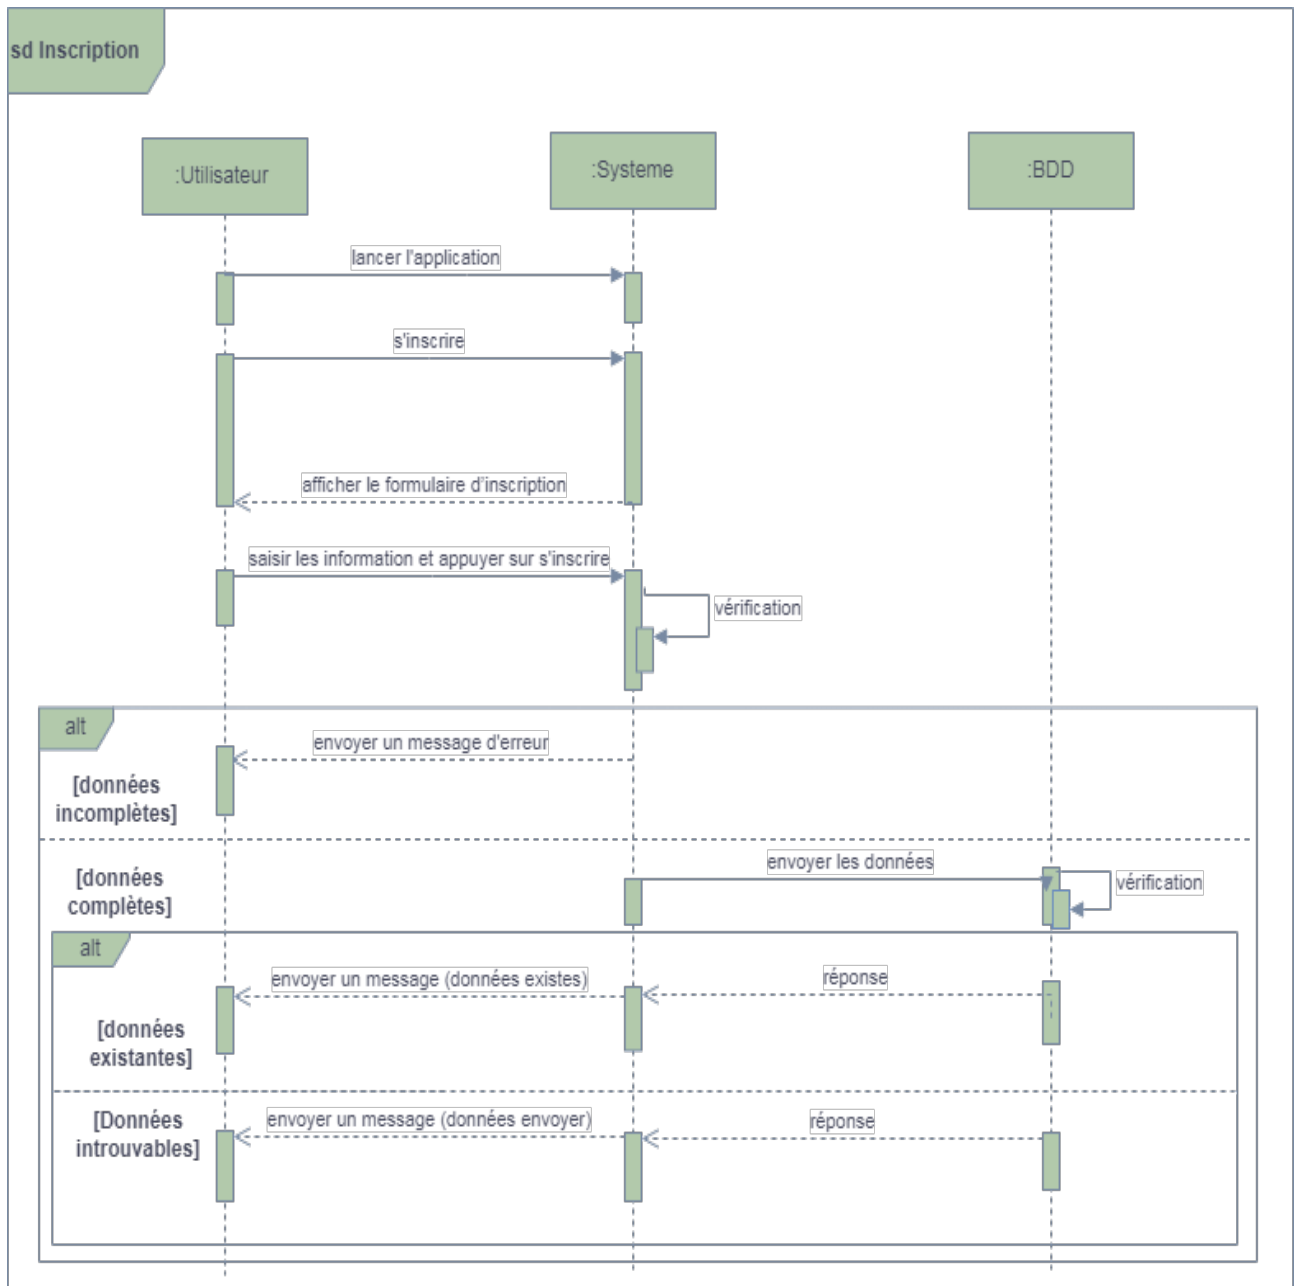 sd Inscription
:Utilisateur
:Systeme
:BDD
lancer l'application
s'inscrire
afficher le formulaire d'inscription
saisir les information et appuyer sur s'inscrire
vérification
alt
envoyer un message d'erreur
[données
incomplètes]
envoyer les données
[données
complètes]
vérification
alt
envoyer un message (données existes)
réponse
[données
existantes]
[Données
introuvables]
envoyer un message (données envoyer)
réponse